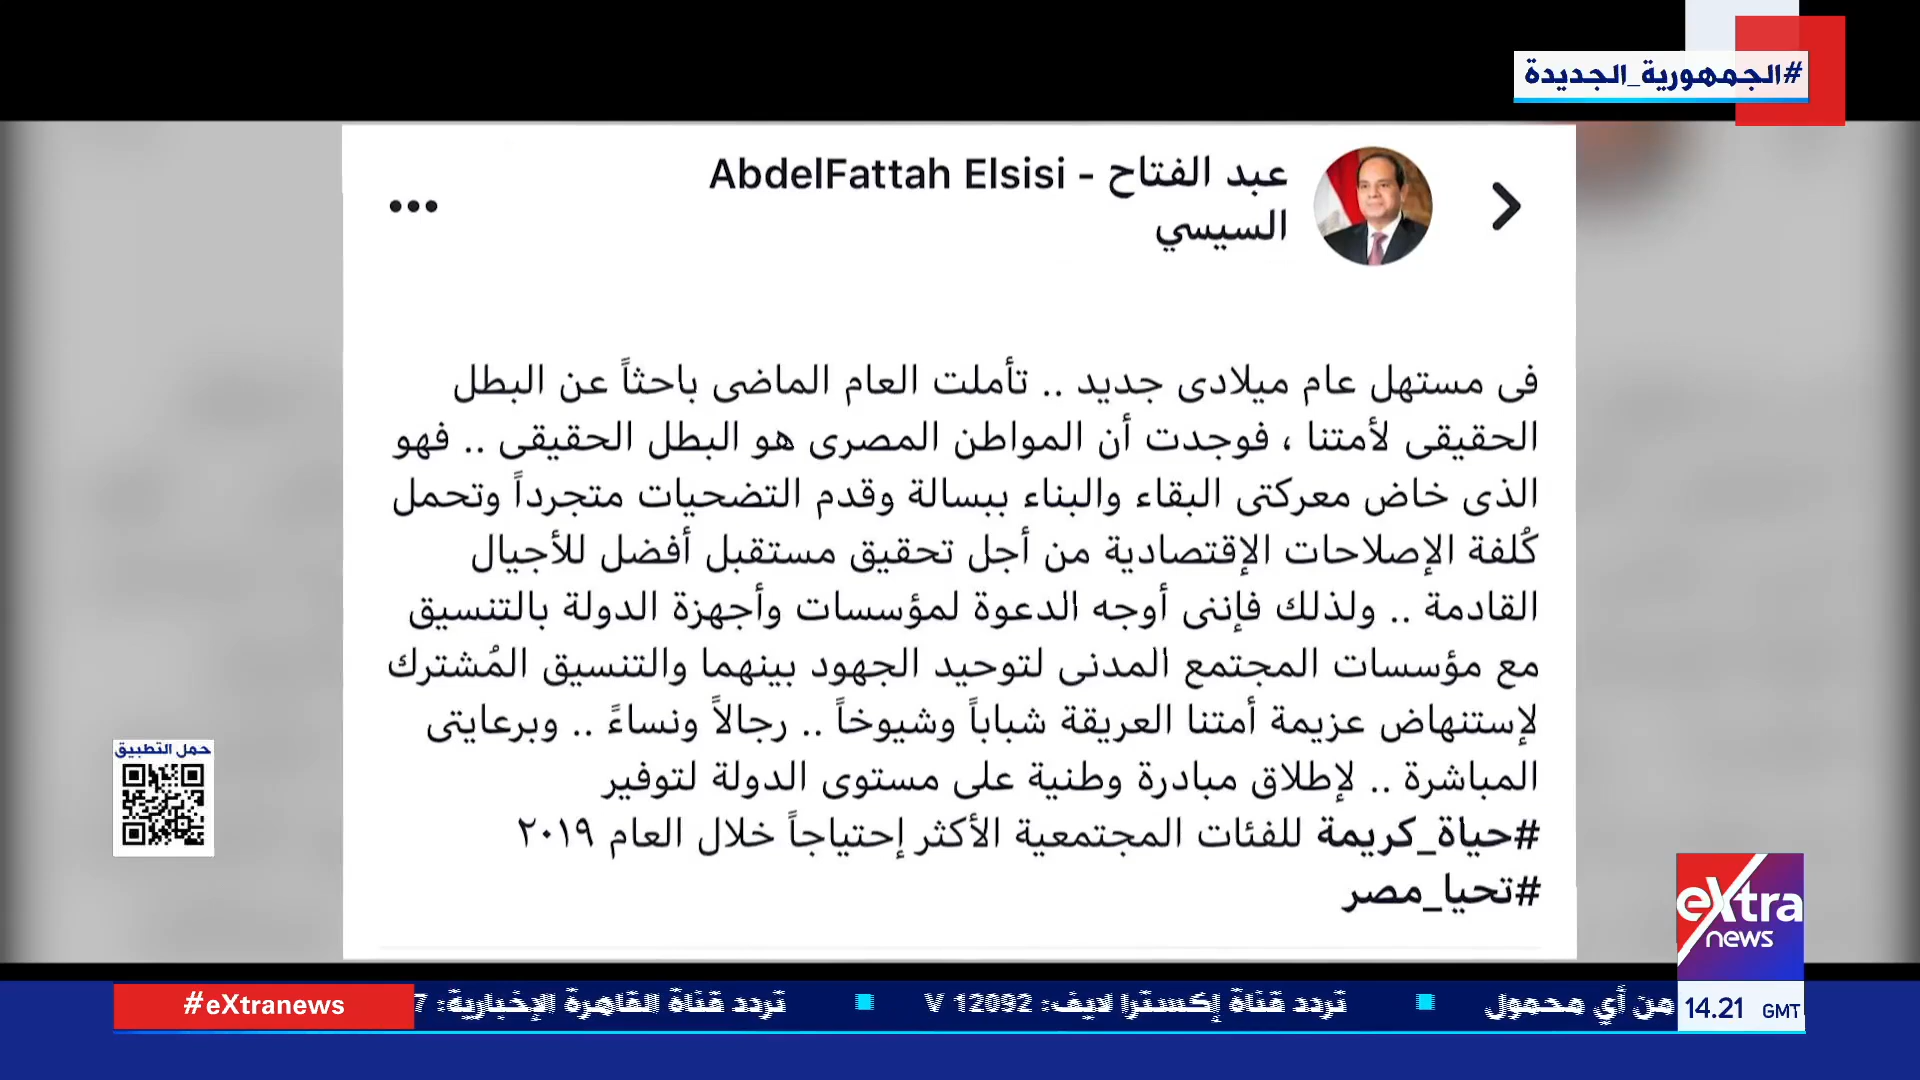 #الجمهورية_الجديدة
AbdelFattah Elsisi - عبد الفتاح
السيسي
فى مستهل عام ميلادى جديد .. تأملت العام الماضى باحثاً عن البطل
الحقيقى لأمتنا ، فوجدت أن المواطن المصرى هو البطل الحقيقى .. فهو
الذى خاض معركتى البقاء والبناء ببسالة وقدم التضحيات متجرداً وتحمل
كُلفة الإصلاحات الإقتصادية من أجل تحقيق مستقبل أفضل للأجيال
القادمة .. ولذلك فإننى أوجه الدعوة لمؤسسات وأجهزة الدولة بالتنسيق
مع مؤسسات المجتمع المدنى لتوحيد الجهود بينهما والتنسيق المُشترك
لإستنهاض عزيمة أمتنا العريقة شباباً وشيوخاً .. رجالاً ونساءً .. وبرعايتى
المباشرة .. لإطلاق مبادرة وطنية على مستوى الدولة لتوفير
#حياة_كريمة للفئات المجتمعية الأكثر إحتياجاً خلال العام ٢٠١٩
#تحيا_مصر
حمل التطبيق
eXtra
news
من أي محمول
تردد قناة إكسترا لايف: 12092 V
تردد قناة القاهرة الإخبارية: 7
#eXtranews
14.21 GMT